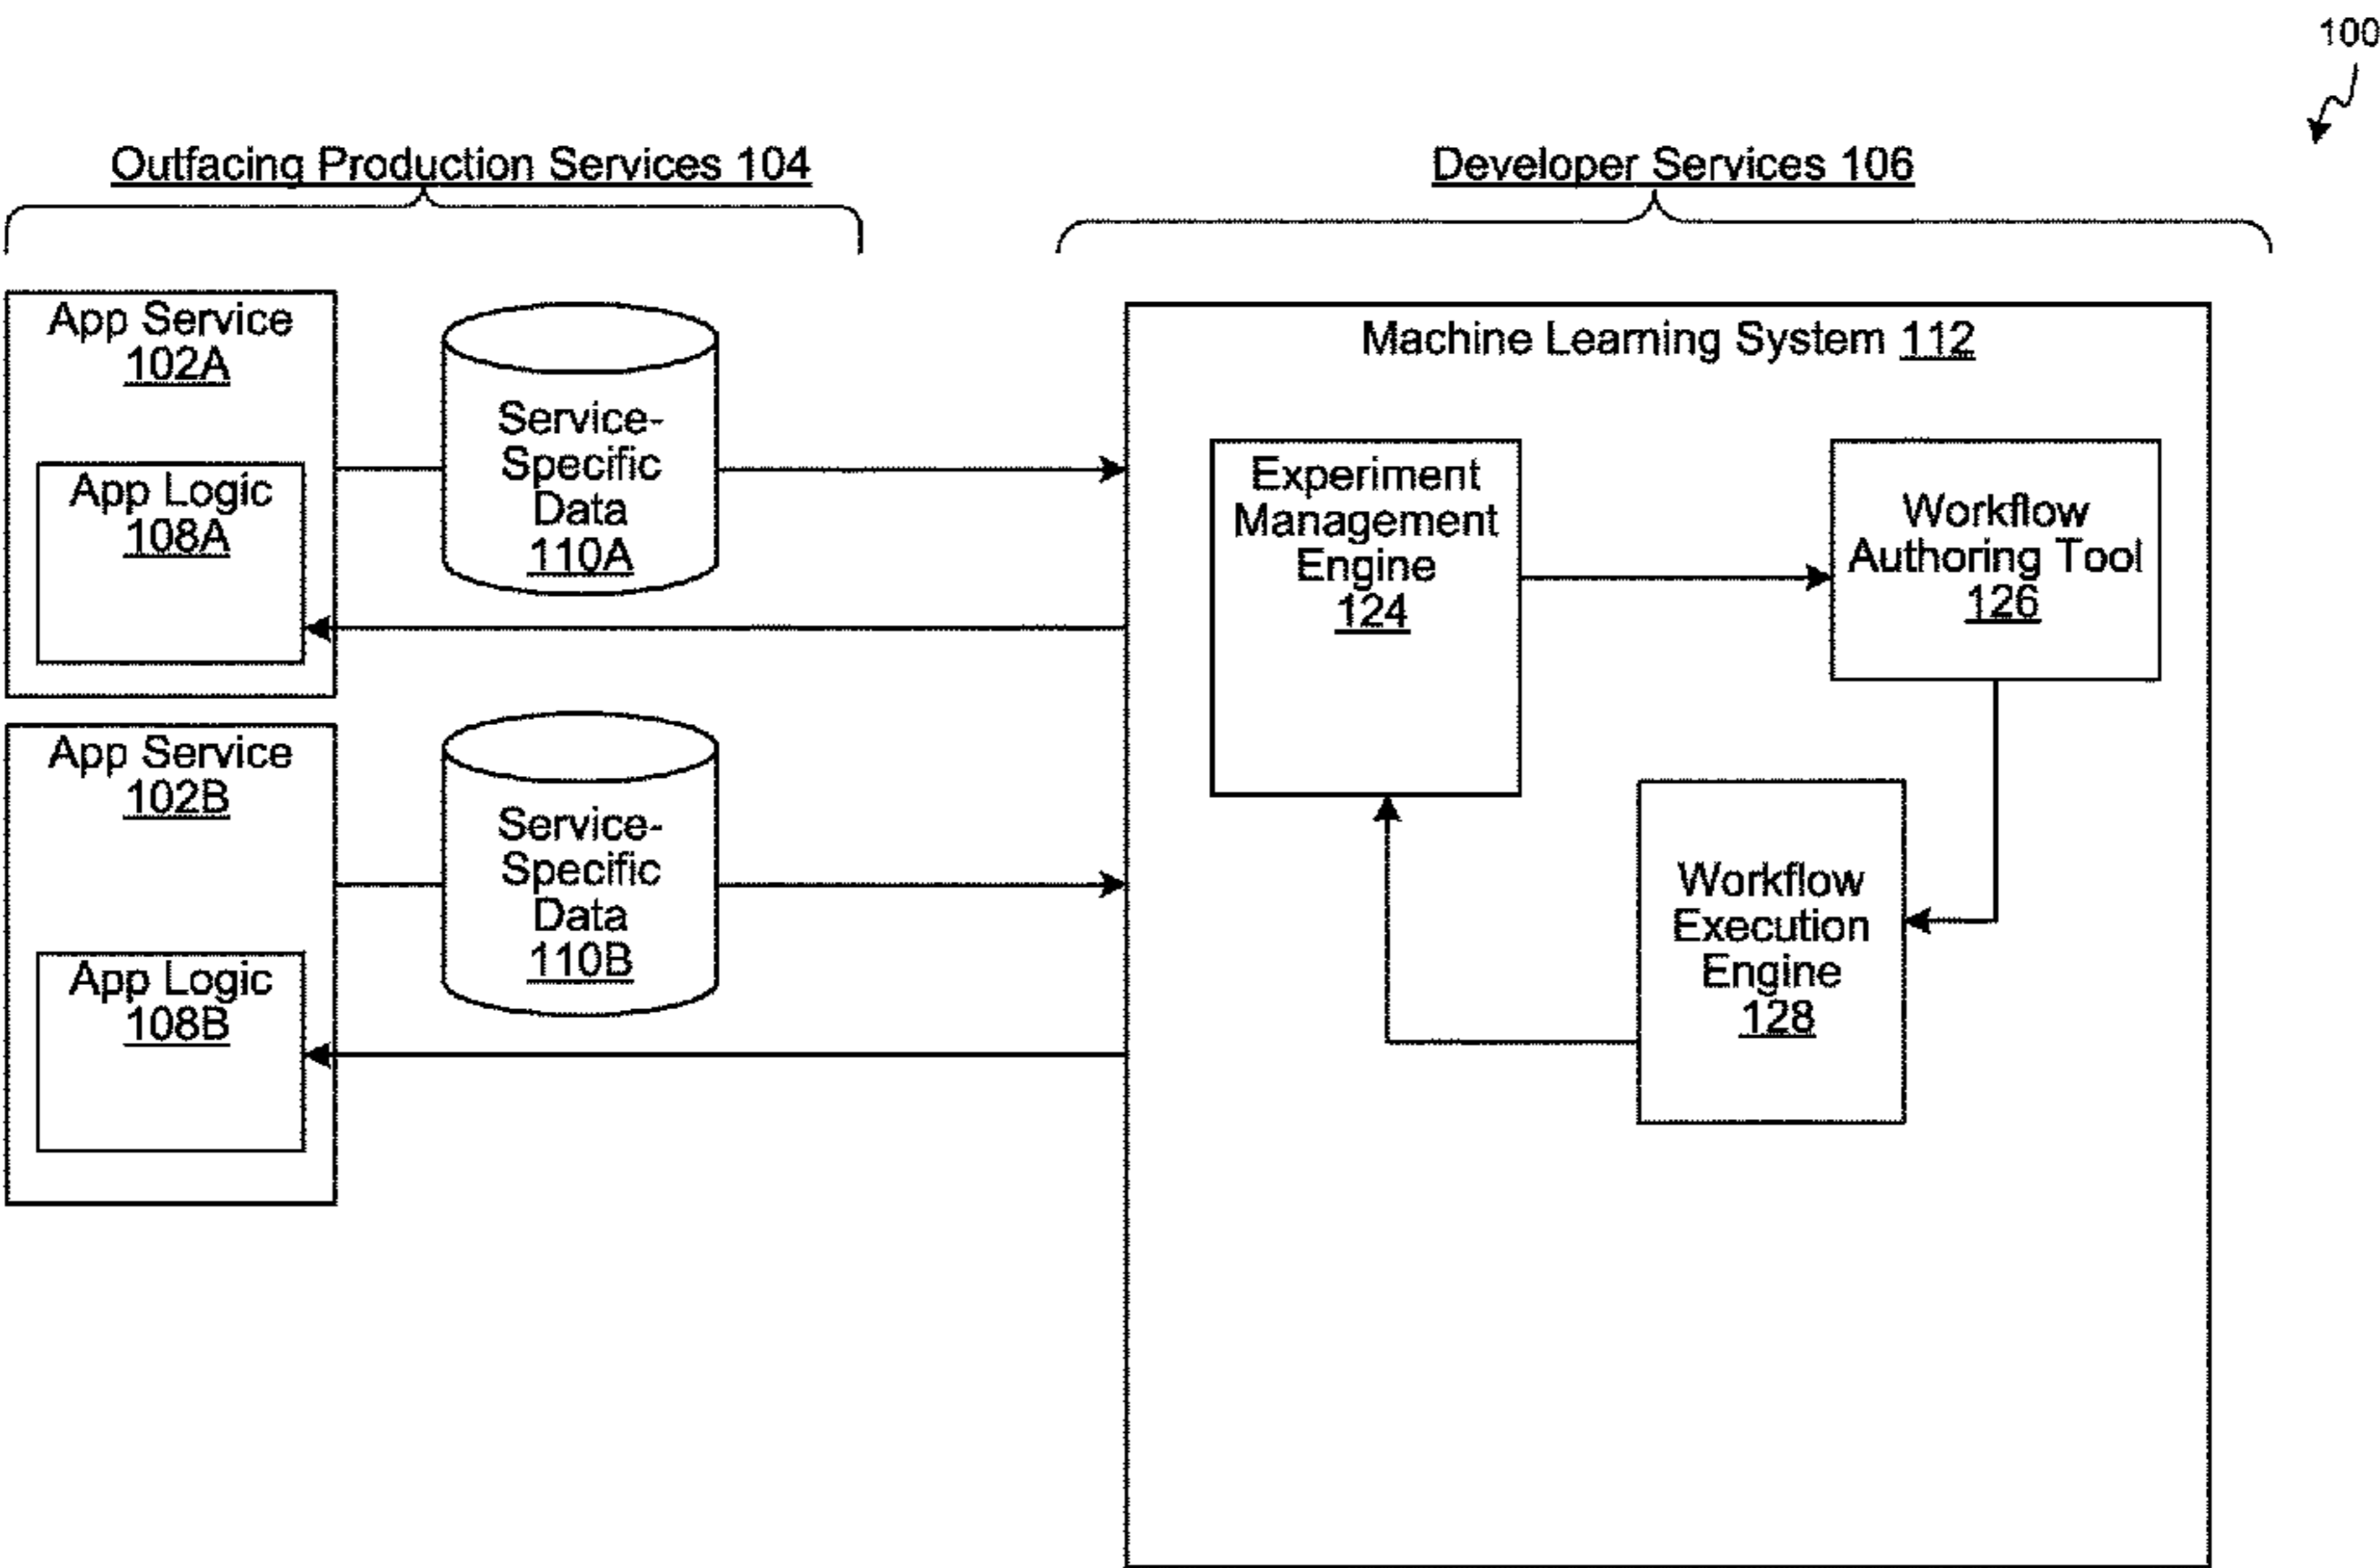 100
Outfacing Production Services 104
Developer Services 106
App Service
102A
App Logic
108A
Service-
Specific
Data
110A
Machine Learning System 112
Experiment
Management
Engine
124
Workflow
Authoring Tool
126
App Service
102B
App Logic
108B
Service-
Specific
Data
110B
Workflow
Execution
Engine
128